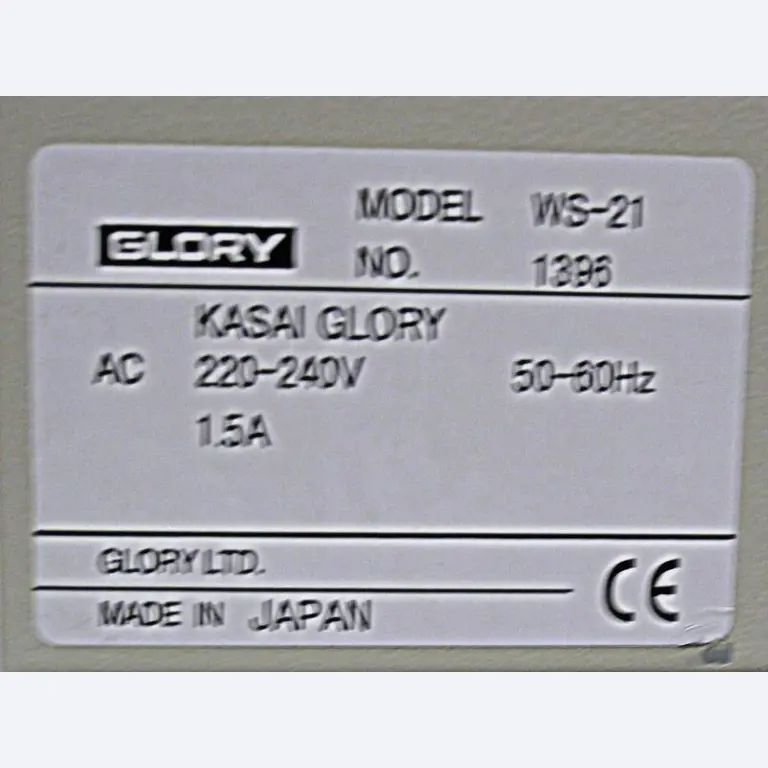 GLORY
MODEL WS-21
NO. 1396
KASAI GLORY
AC 220-240V 50-60Hz
1.5A
GLORY LTD.
MADE IN JAPAN
CE